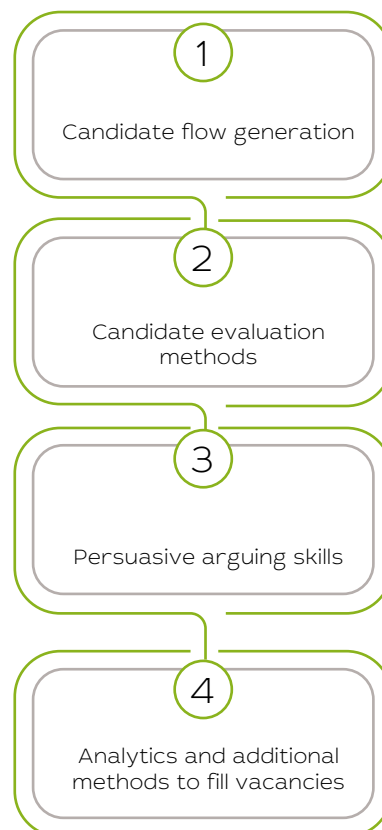 1
Candidate flow generation
2
Candidate evaluation
methods
3
Persuasive arguing skills
4
Analytics and additional
methods to fill vacancies